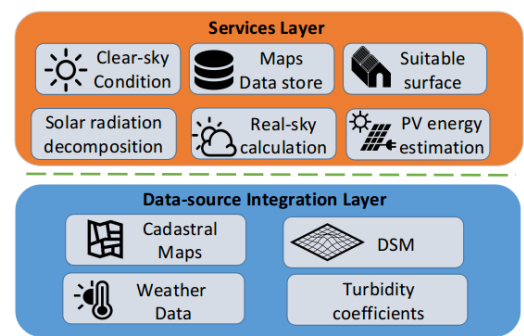 Services Layer
Clear-sky
Condition
Maps
Data store
Suitable
surface
Solar radiation
decomposition
Real-sky
calculation
PV energy
estimation
Data-source Integration Layer
Cadastral
Maps
DSM
Weather
Data
Turbidity
coefficients